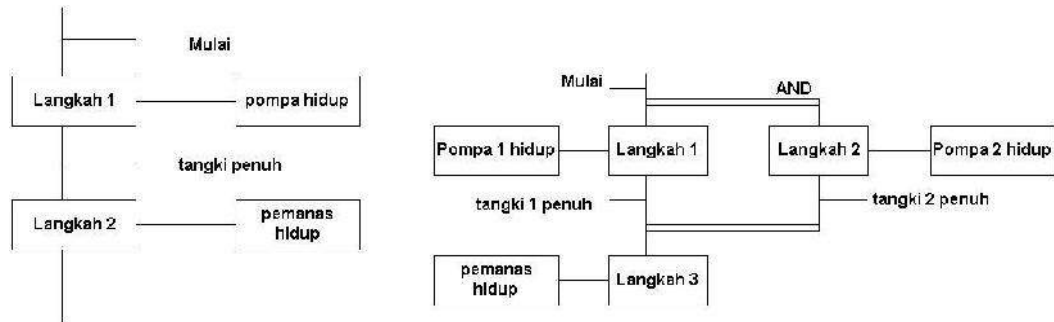 Mulai
Langkah 1
pompa hidup
tangki penuh
Langkah 2
pemanas
hidup
Mulai
AND
Pompa 1 hidup
Langkah 1
Langkah 2
Pompa 2 hidup
tangki 1 penuh
tangki 2 penuh
pemanas
hidup
Langkah 3